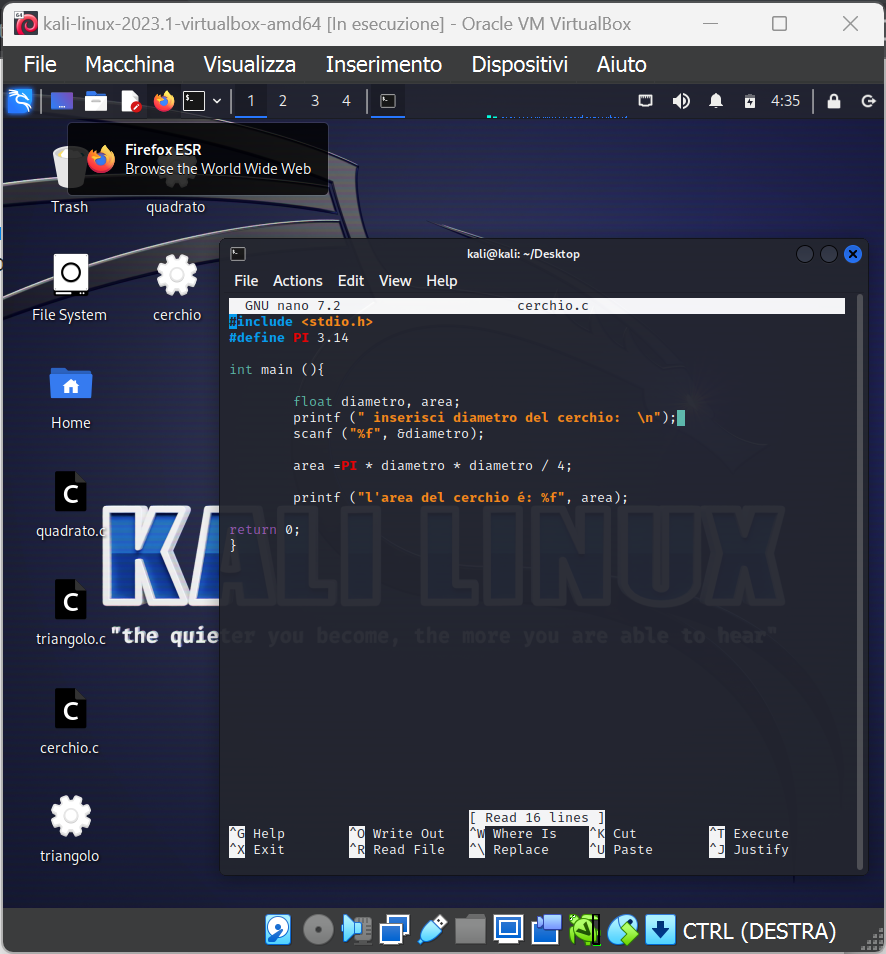 kali-linux-2023.1-virtualbox-amd64 [In esecuzione] - Oracle VM VirtualBox
File Macchina Visualizza Inserimento Dispositivi Aiuto
1 2 3 4 4:35
Firefox ESR
Browse the World Wide Web
Trash
quadrato
File System
cerchio
Home
quadrato.c
triangolo.c
cerchio.c
triangolo
KALI LINUX
"the quieter you become, the more you are able to hear"
kali@kali: ~/Desktop
File Actions Edit View Help
GNU nano 7.2 cerchio.c
#include <stdio.h>
#define PI 3.14
int main (){
float diametro, area;
printf (" inserisci diametro del cerchio:  \n");
scanf ("%f", &diametro);
area =PI * diametro * diametro / 4;
printf ("l'area del cerchio é: %f", area);
return 0;
}
[ Read 16 lines ]
^G Help ^O Write Out ^W Where Is ^K Cut ^T Execute
^X Exit ^R Read File ^\ Replace ^U Paste ^J Justify
CTRL (DESTRA)